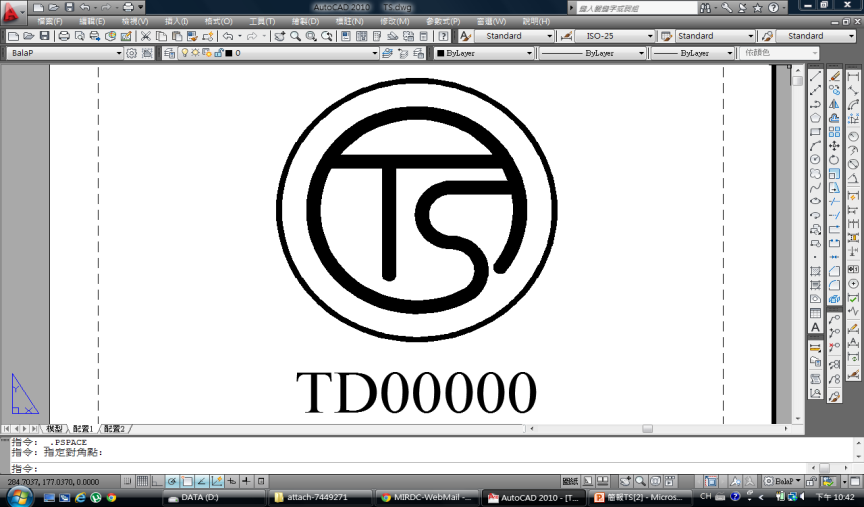 AutoCAD 2010 TS.dwg
鍵入關鍵字或詞組
檔案(F) 編輯(E) 檢視(V) 插入(I) 格式(O) 工具(T) 繪製(D) 標註(N) 修改(M) 參數式(P) 視窗(W) 說明(H)
Standard ISO-25 Standard Standard
BalaP 0 ByLayer ByLayer ByLayer 依顏色
TS
TD00000
Y
X
模型 配置1 配置2
指令: _.PSPACE
指令: 指定對角點:
指令:
284.7037, 177.0370, 0.0000 圖紙 BalaP
DATA (D:) attach-7449271 MIRDC-WebMail -... AutoCAD 2010 - [T... TS[2] - Micros... CH 下午 10:42